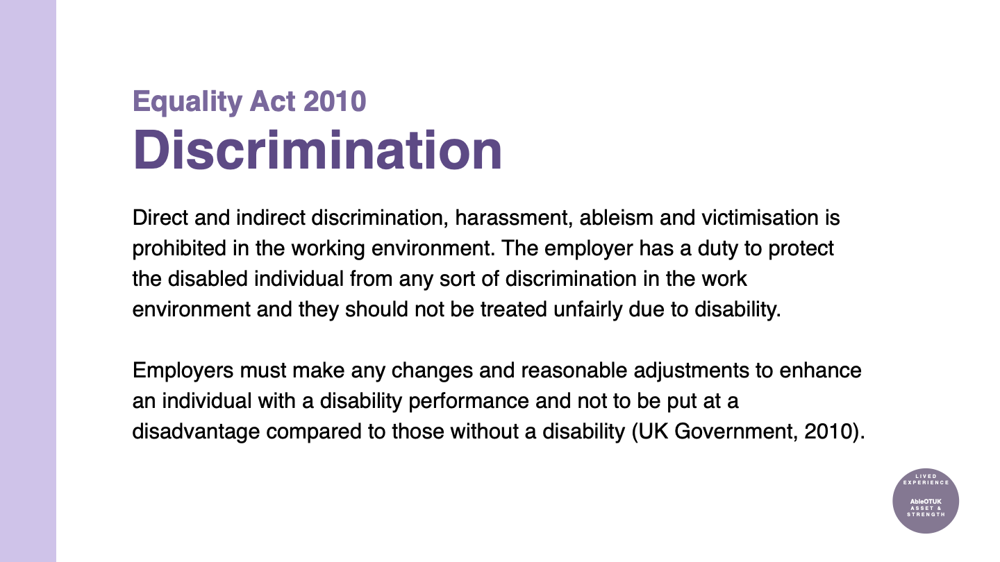 Equality Act 2010
Discrimination
Direct and indirect discrimination, harassment, ableism and victimisation is
prohibited in the working environment. The employer has a duty to protect
the disabled individual from any sort of discrimination in the work
environment and they should not be treated unfairly due to disability.
Employers must make any changes and reasonable adjustments to enhance
an individual with a disability performance and not to be put at a
disadvantage compared to those without a disability (UK Government, 2010).
LIVED
EXPERIENCE
AbleOTUK
ASSET &
STRENGTH